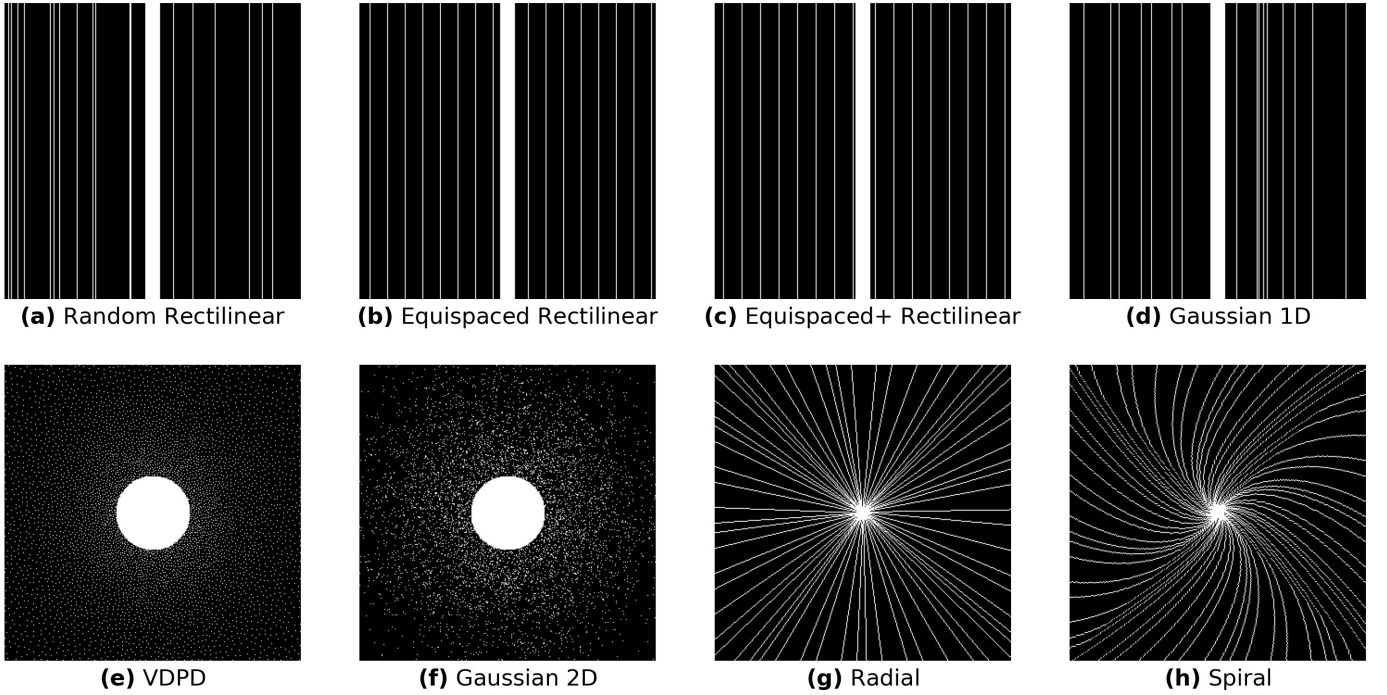 (a) Random Rectilinear
(b) Equispaced Rectilinear
(c) Equispaced+ Rectilinear
(d) Gaussian 1D
(e) VDPD
(f) Gaussian 2D
(g) Radial
(h) Spiral